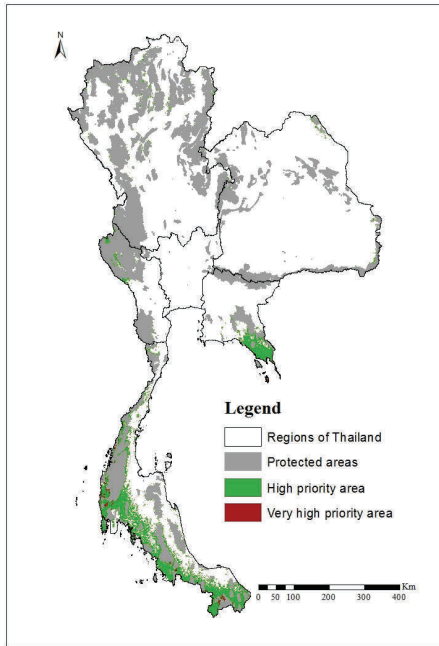 N
Legend
Regions of Thailand
Protected areas
High priority area
Very high priority area
Km
0 25 50 100 200 300 400